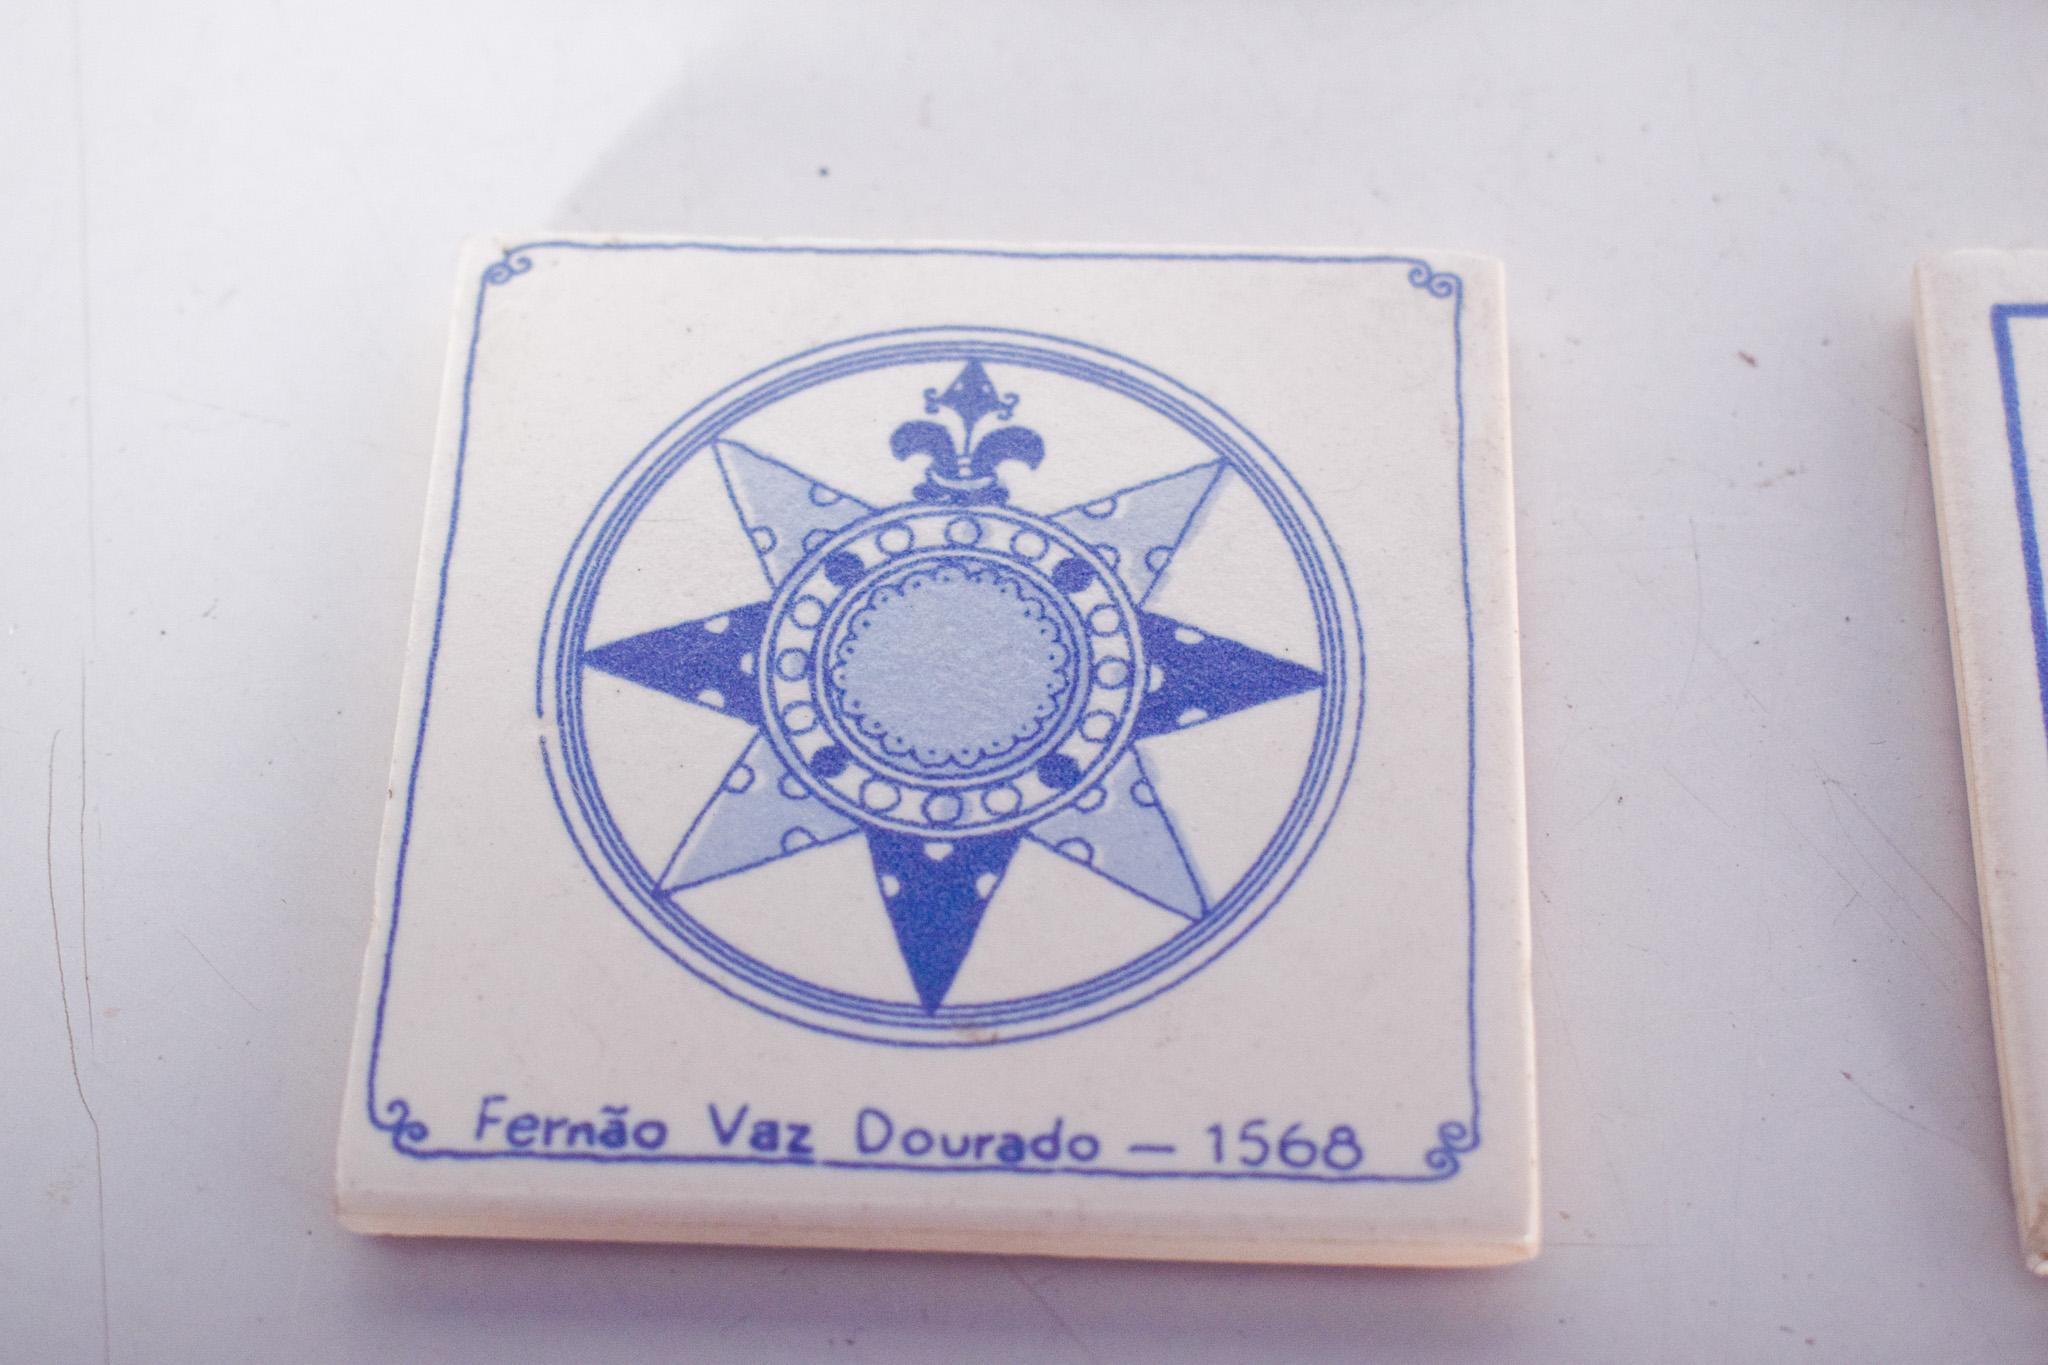 Fernão Vaz Dourado — 1568